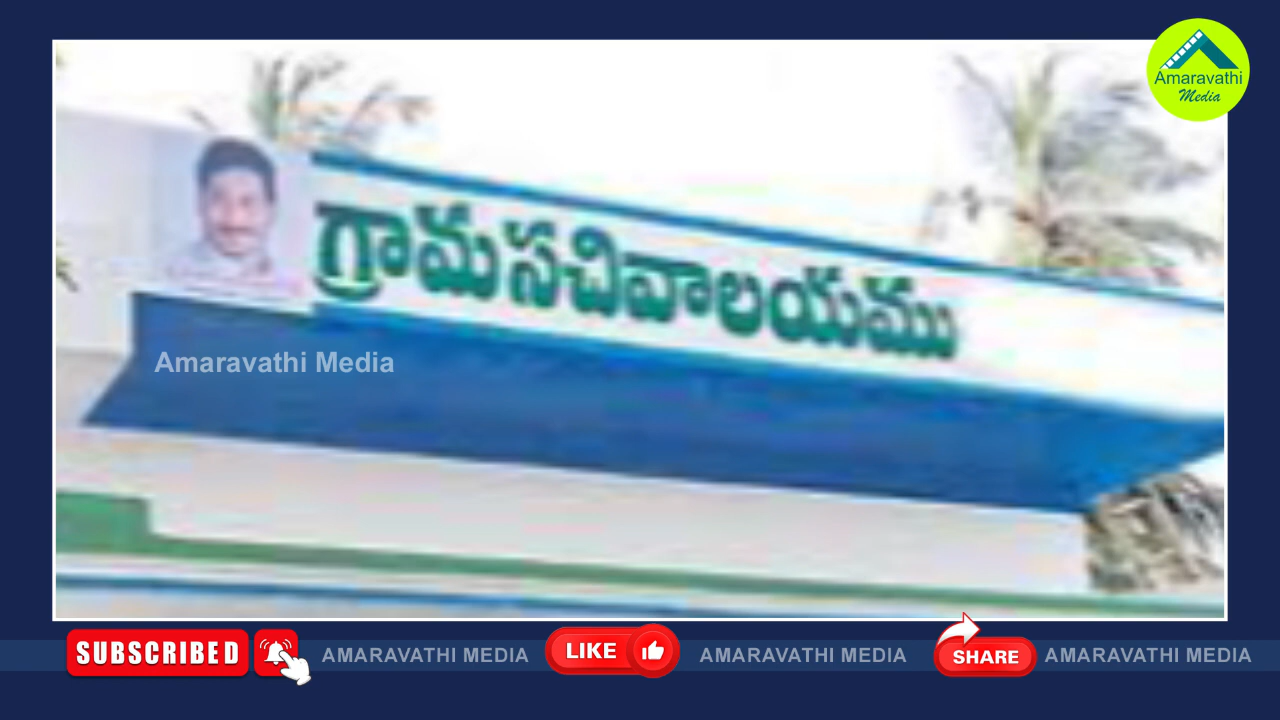 Amaravathi
Media
గ్రామ సచివాలయము
Amaravathi Media
SUBSCRIBED
AMARAVATHI MEDIA
LIKE
AMARAVATHI MEDIA
SHARE
AMARAVATHI MEDIA